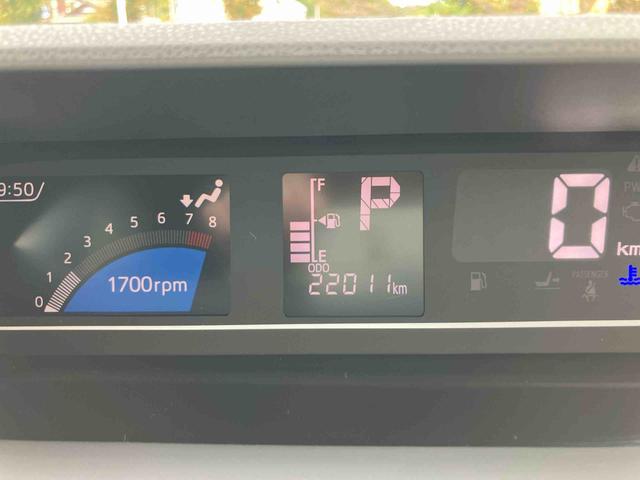 9:50
0 1 2 3 4 5 6 7 8
1700rpm
F
P
E
ODO
22011km
0
km
PASSENGER